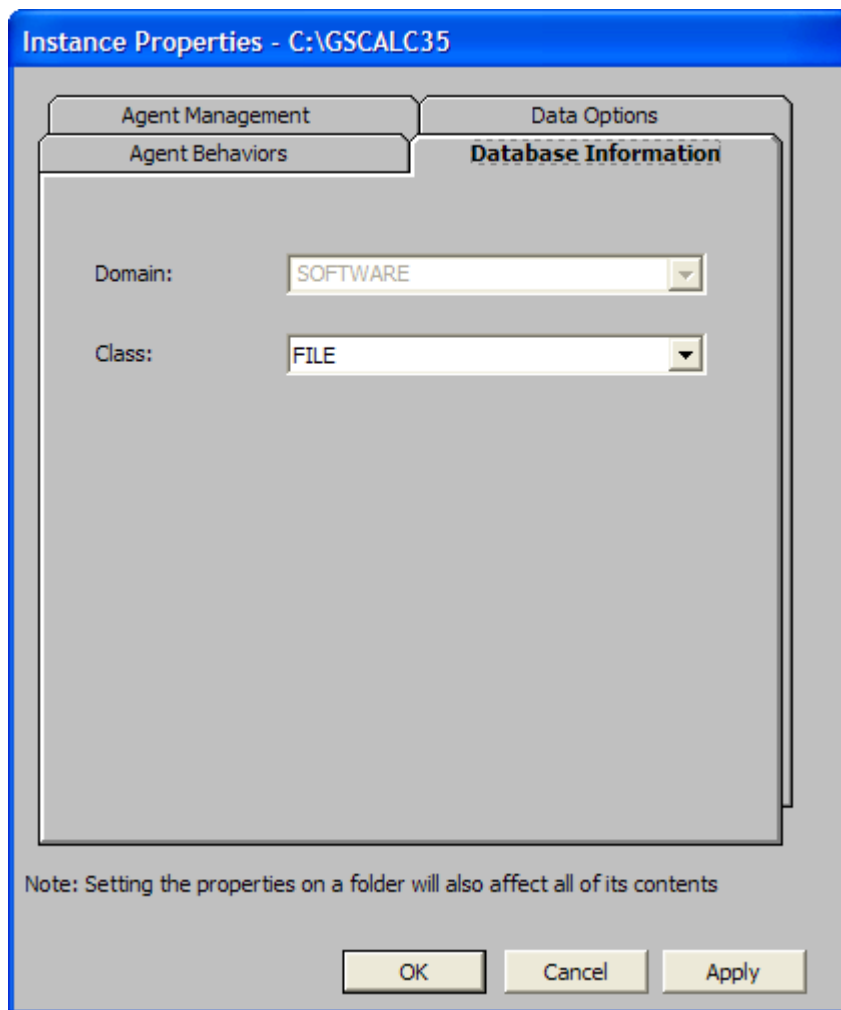 Instance Properties - C:\GSCALC35
Agent Management
Data Options
Agent Behaviors
Database Information
Domain:
SOFTWARE
Class:
FILE
Note: Setting the properties on a folder will also affect all of its contents
OK
Cancel
Apply